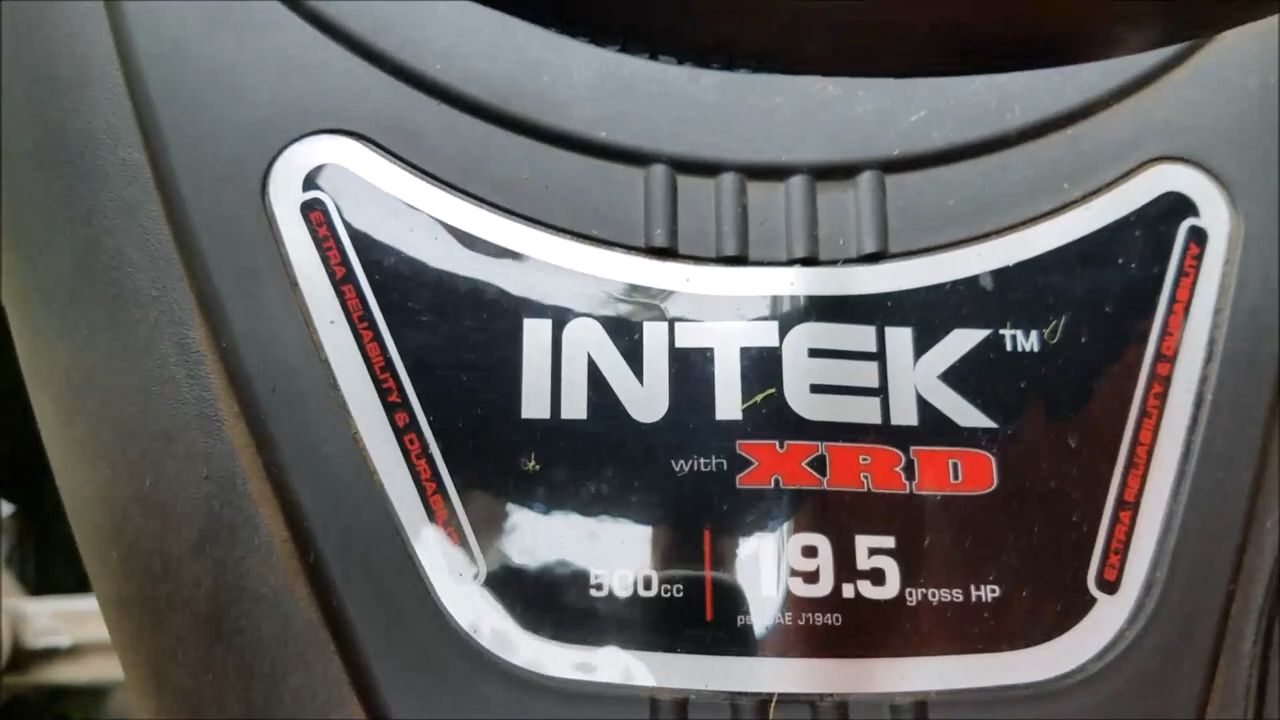 EXTRA RELIABILITY & DURABILITY
INTEK™
with XRD
500cc
19.5 gross HP
per SAE J1940
EXTRA RELIABILITY & DURABILITY